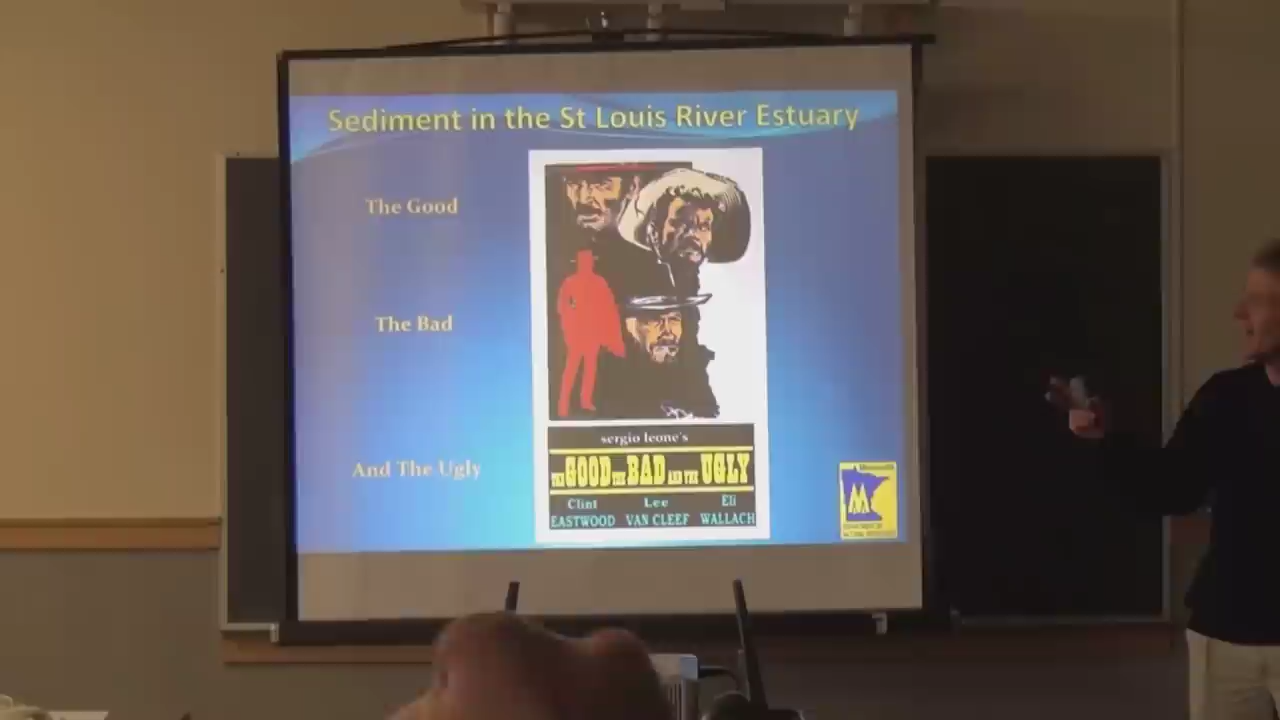 Sediment in the St Louis River Estuary
The Good
The Bad
And The Ugly
sergio leone's
THE GOOD THE BAD AND THE UGLY
Clint Lee Eli
EASTWOOD VAN CLEEF WALLACH
Minnesota